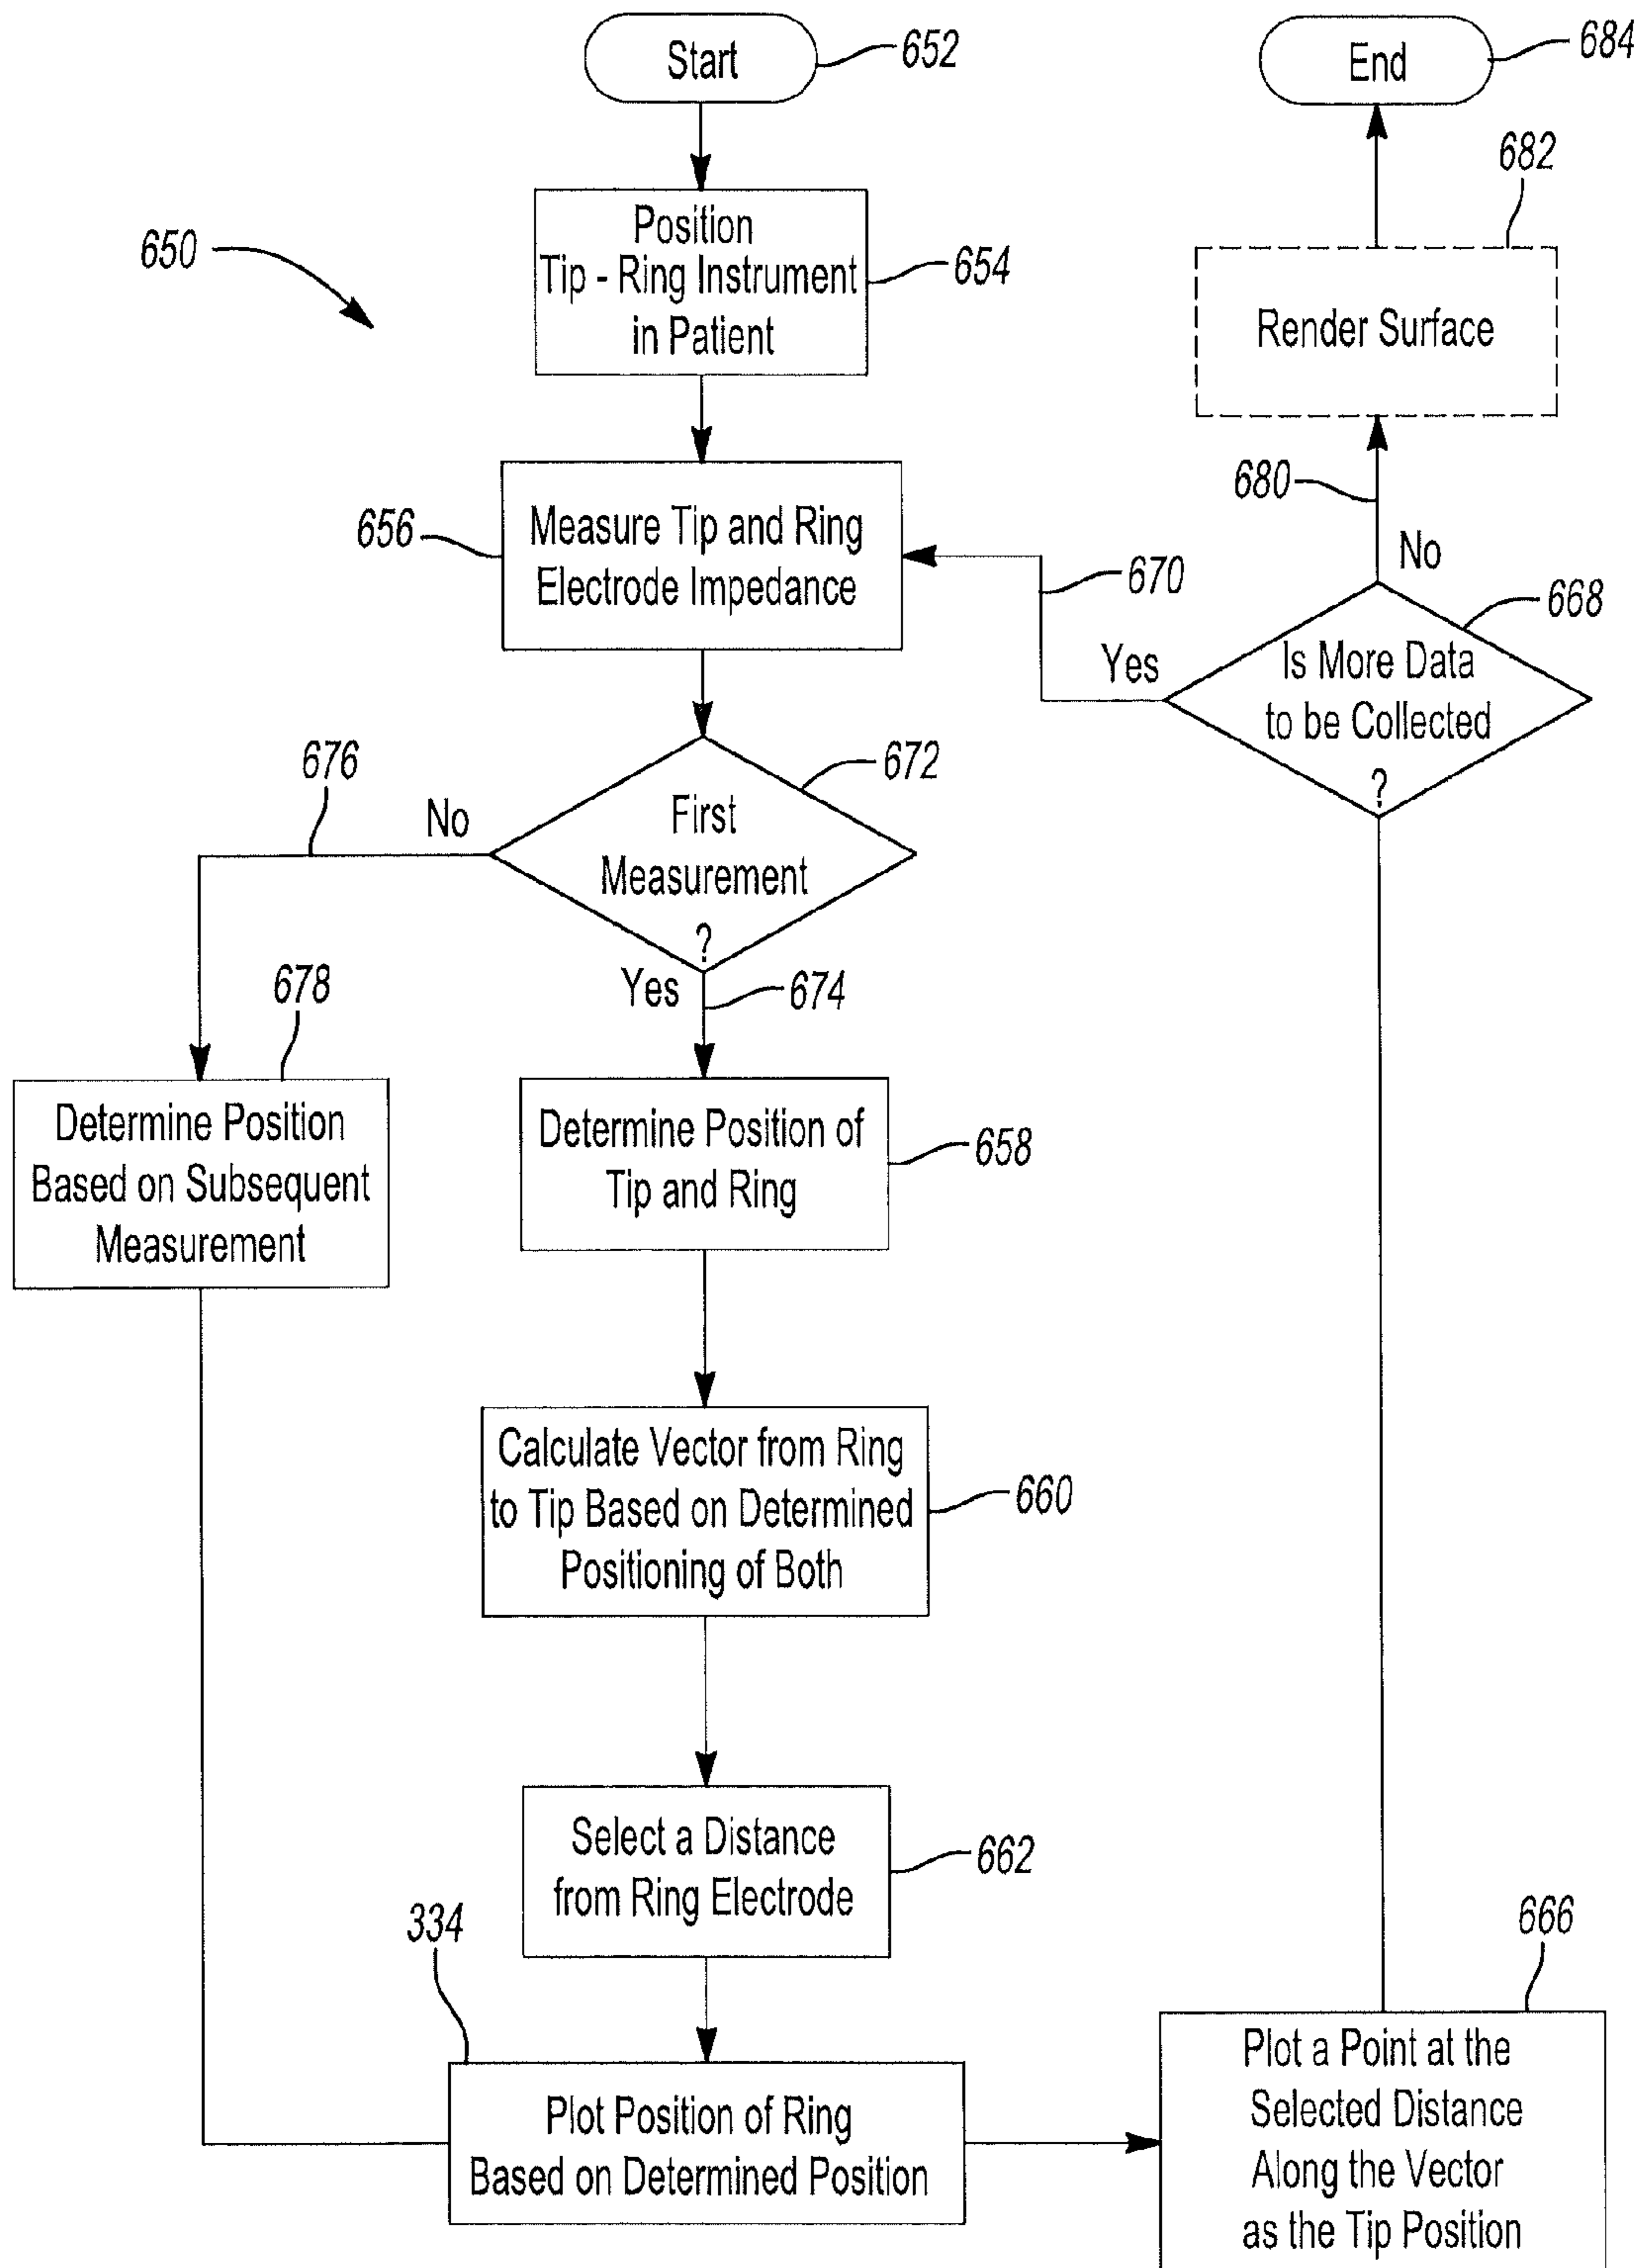 Start
652
Position
Tip - Ring Instrument
in Patient
654
650
Measure Tip and Ring
Electrode Impedance
656
First
Measurement
?
672
No
676
Yes
674
Determine Position
Based on Subsequent
Measurement
678
Determine Position of
Tip and Ring
658
Calculate Vector from Ring
to Tip Based on Determined
Positioning of Both
660
Select a Distance
from Ring Electrode
662
334
Plot Position of Ring
Based on Determined Position
Plot a Point at the
Selected Distance
Along the Vector
as the Tip Position
666
Is More Data
to be Collected
?
668
Yes
670
No
680
Render Surface
682
End
684